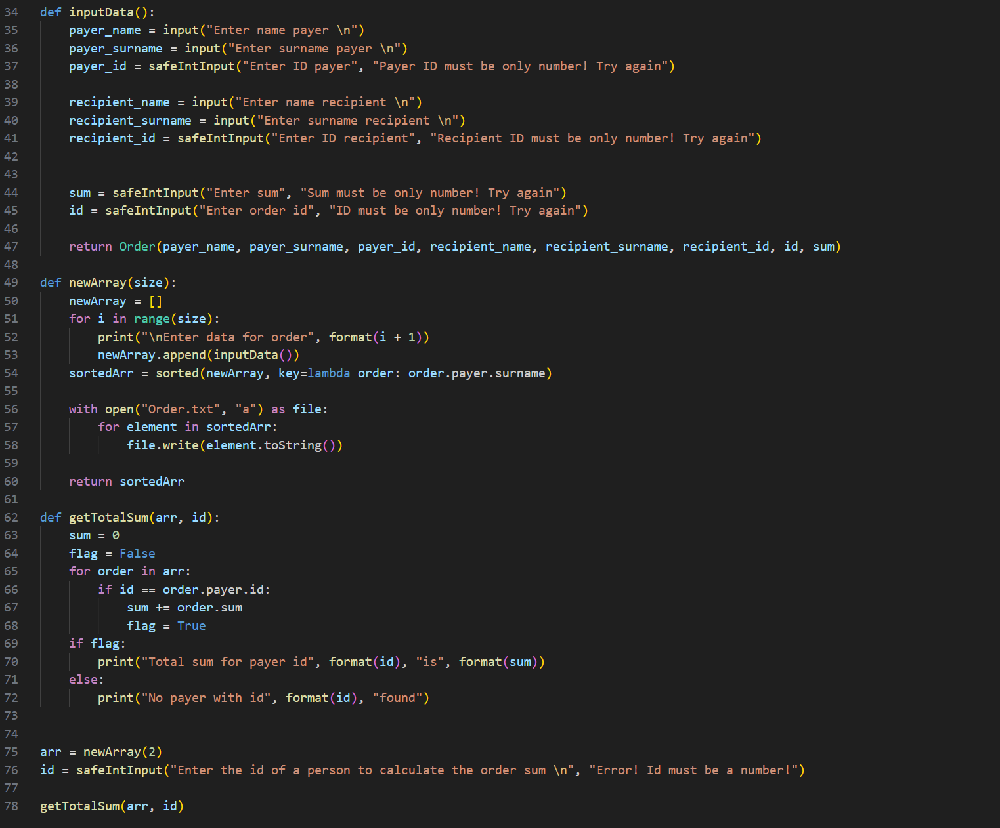 34 def inputData():
35     payer_name = input("Enter name payer \n")
36     payer_surname = input("Enter surname payer \n")
37     payer_id = safeIntInput("Enter ID payer", "Payer ID must be only number! Try again")
38
39     recipient_name = input("Enter name recipient \n")
40     recipient_surname = input("Enter surname recipient \n")
41     recipient_id = safeIntInput("Enter ID recipient", "Recipient ID must be only number! Try again")
42
43
44     sum = safeIntInput("Enter sum", "Sum must be only number! Try again")
45     id = safeIntInput("Enter order id", "ID must be only number! Try again")
46
47     return Order(payer_name, payer_surname, payer_id, recipient_name, recipient_surname, recipient_id, id, sum)
48
49 def newArray(size):
50     newArray = []
51     for i in range(size):
52         print("\nEnter data for order", format(i + 1))
53         newArray.append(inputData())
54     sortedArr = sorted(newArray, key=lambda order: order.payer.surname)
55
56     with open("Order.txt", "a") as file:
57         for element in sortedArr:
58             file.write(element.toString())
59
60     return sortedArr
61
62 def getTotalSum(arr, id):
63     sum = 0
64     flag = False
65     for order in arr:
66         if id == order.payer.id:
67             sum += order.sum
68             flag = True
69     if flag:
70         print("Total sum for payer id", format(id), "is", format(sum))
71     else:
72         print("No payer with id", format(id), "found")
73
74
75 arr = newArray(2)
76 id = safeIntInput("Enter the id of a person to calculate the order sum \n", "Error! Id must be a number!")
77
78 getTotalSum(arr, id)